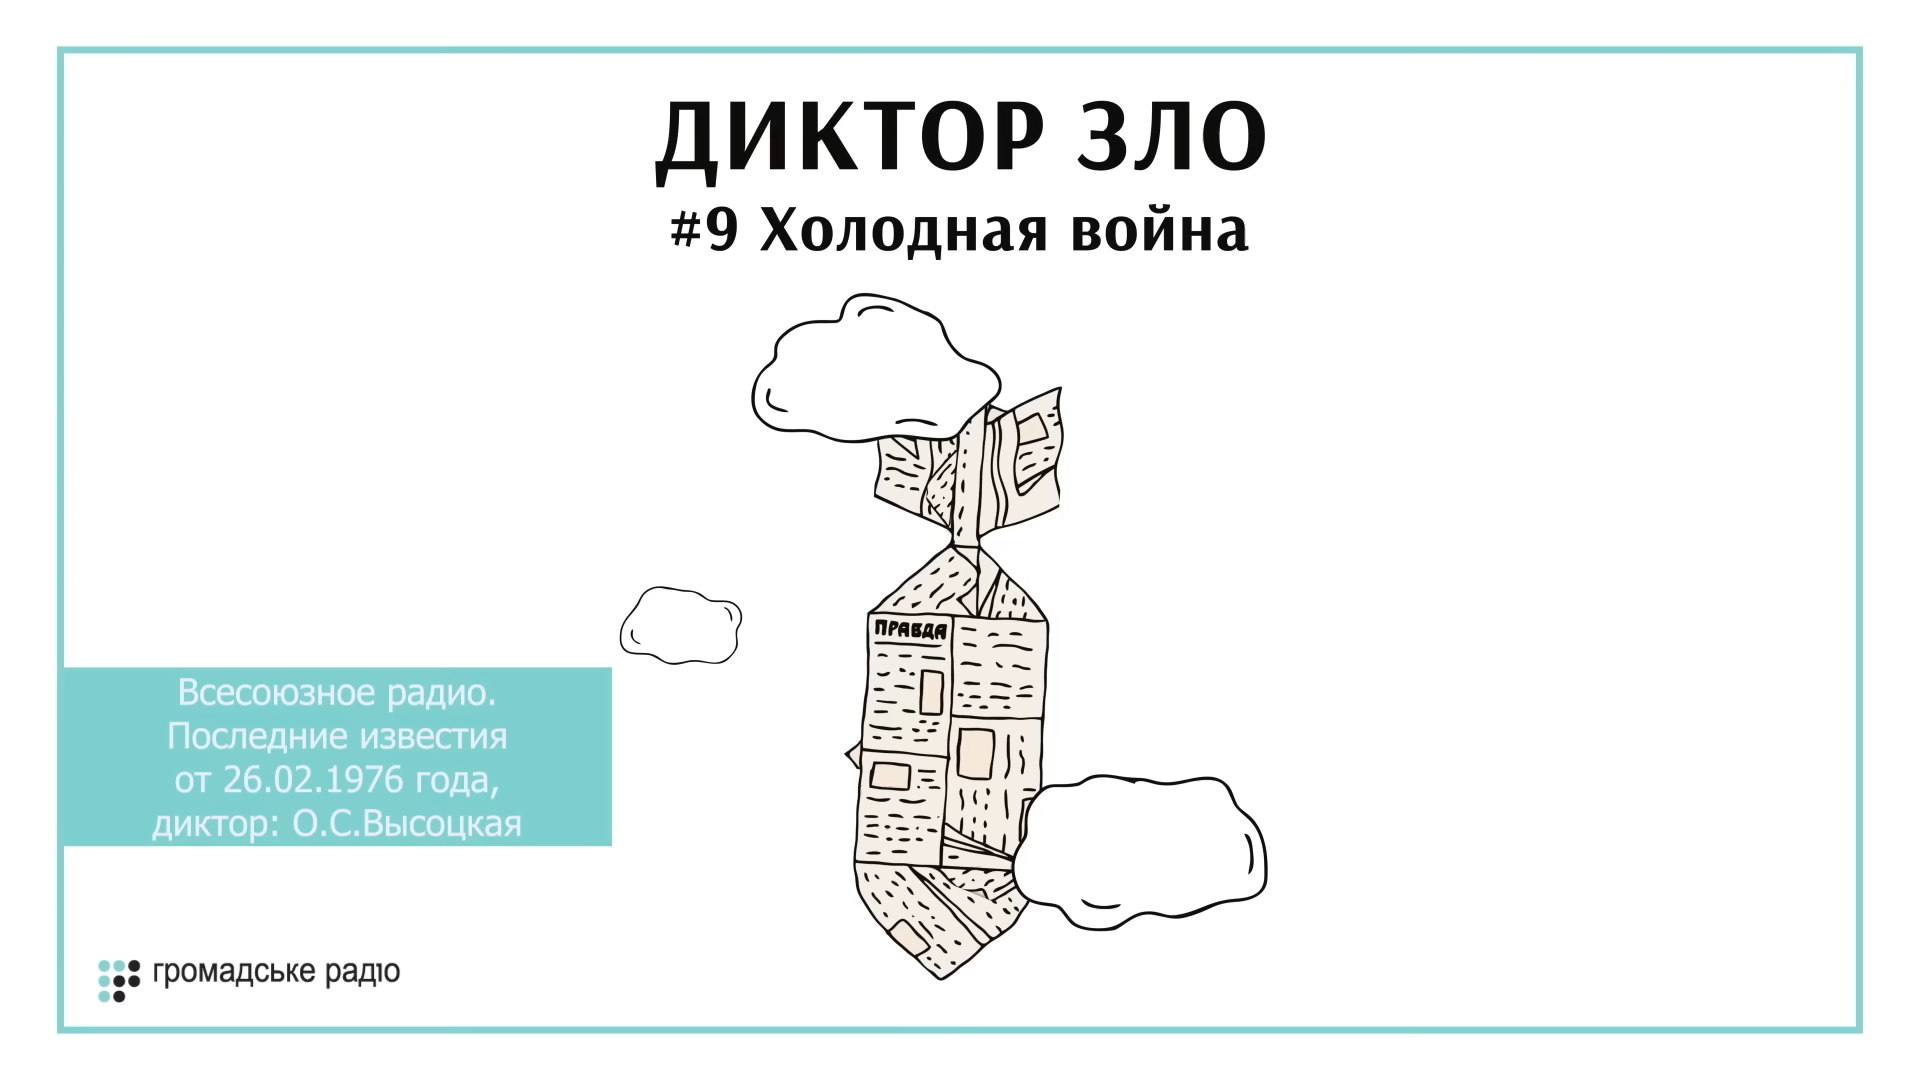 ДИКТОР ЗЛО
#9 Холодная война
ПРАВДА
Всесоюзное радио.
Последние известия
от 26.02.1976 года,
диктор: О.С.Высоцкая
громадське радіо